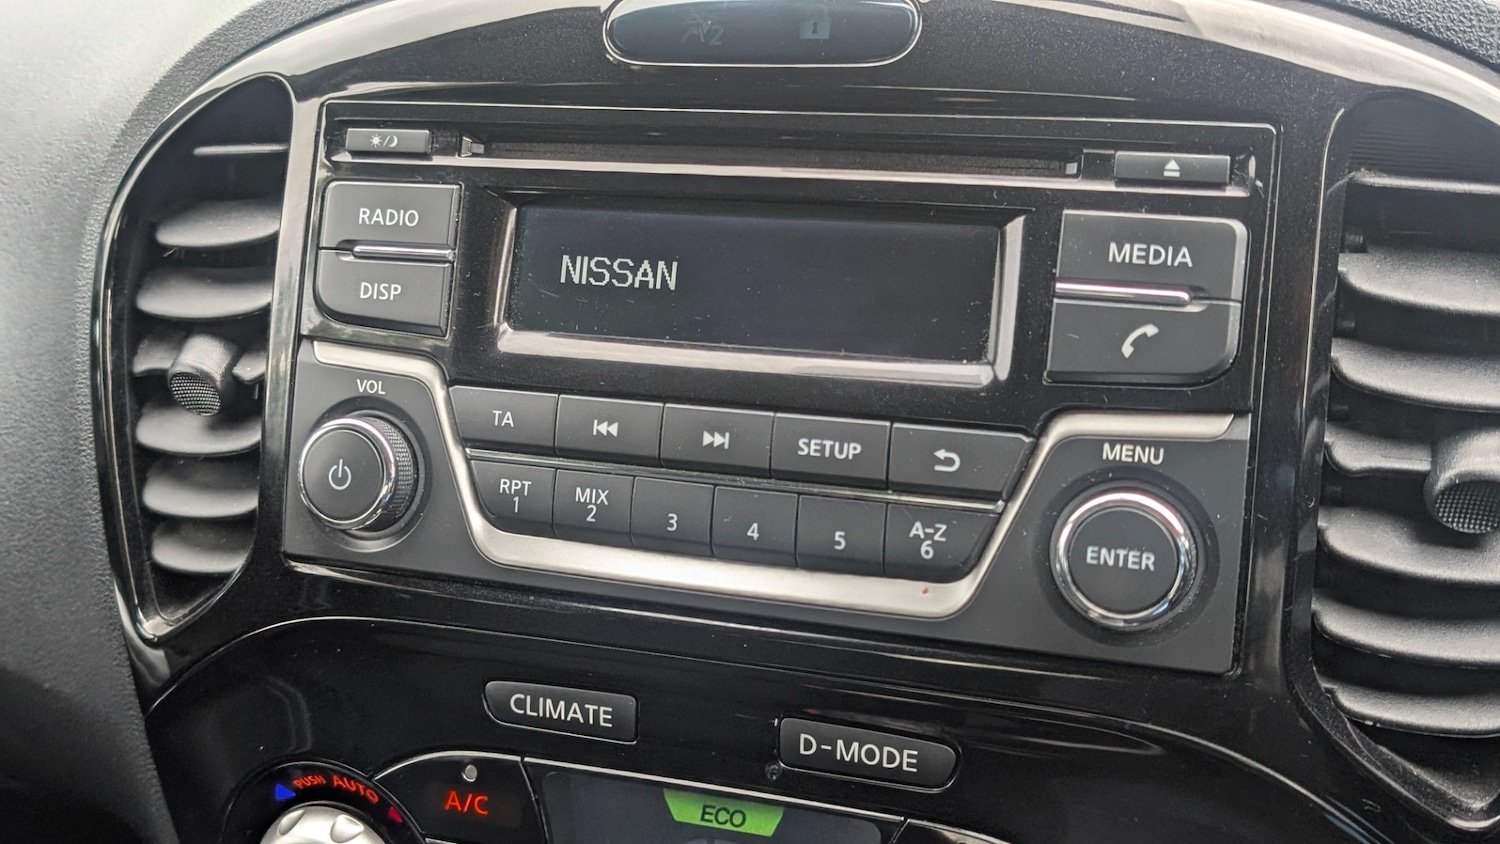 RADIO
DISP
NISSAN
MEDIA
VOL
TA
SETUP
MENU
RPT
1
MIX
2
3
4
5
A-Z
6
ENTER
CLIMATE
D-MODE
PUSH AUTO
A/C
ECO